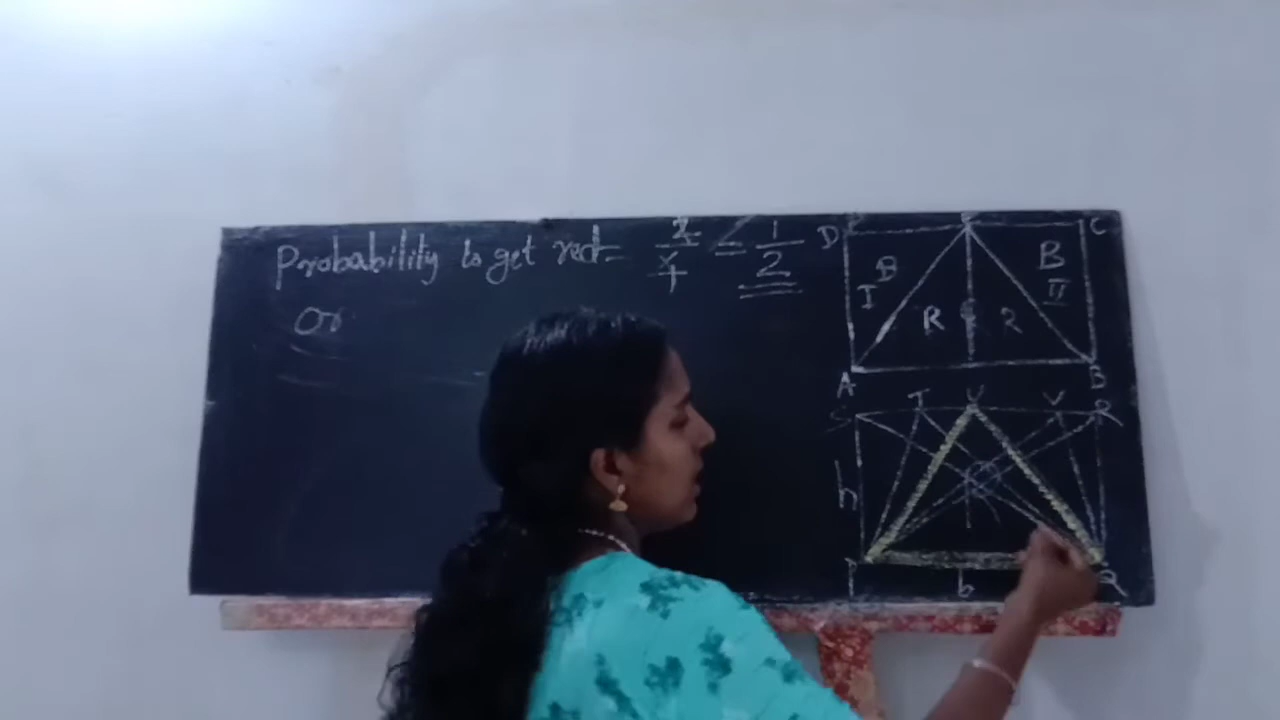 Probability to get red = 2/4 = 1/2
Or
D C
B B
I II
R R
A B
S T U V R
h
P b Q